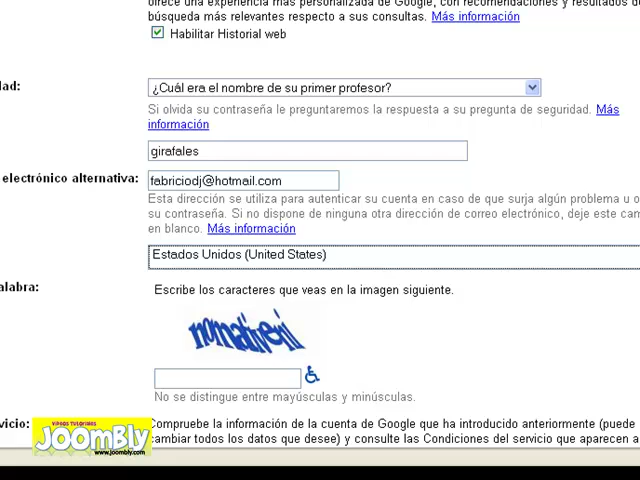 ofrece una experiencia más personalizada de Google, con recomendaciones y resultados de
búsqueda más relevantes respecto a sus consultas. Más información
Habilitar Historial web
dad:
¿Cuál era el nombre de su primer profesor?
Si olvida su contraseña le preguntaremos la respuesta a su pregunta de seguridad. Más
información
girafales
electrónico alternativa:
fabriciodj@hotmail.com
Esta dirección se utiliza para autenticar su cuenta en caso de que surja algún problema u o
su contraseña. Si no dispone de ninguna otra dirección de correo electrónico, deje este cam
en blanco. Más información
Estados Unidos (United States)
alabra:
Escribe los caracteres que veas en la imagen siguiente.
No se distingue entre mayúsculas y minúsculas.
vicio:
Compruebe la información de la cuenta de Google que ha introducido anteriormente (puede
cambiar todos los datos que desee) y consulte las Condiciones del servicio que aparecen a
VIDEOS TUTORIALES
JOOMBLY
www.joombly.com